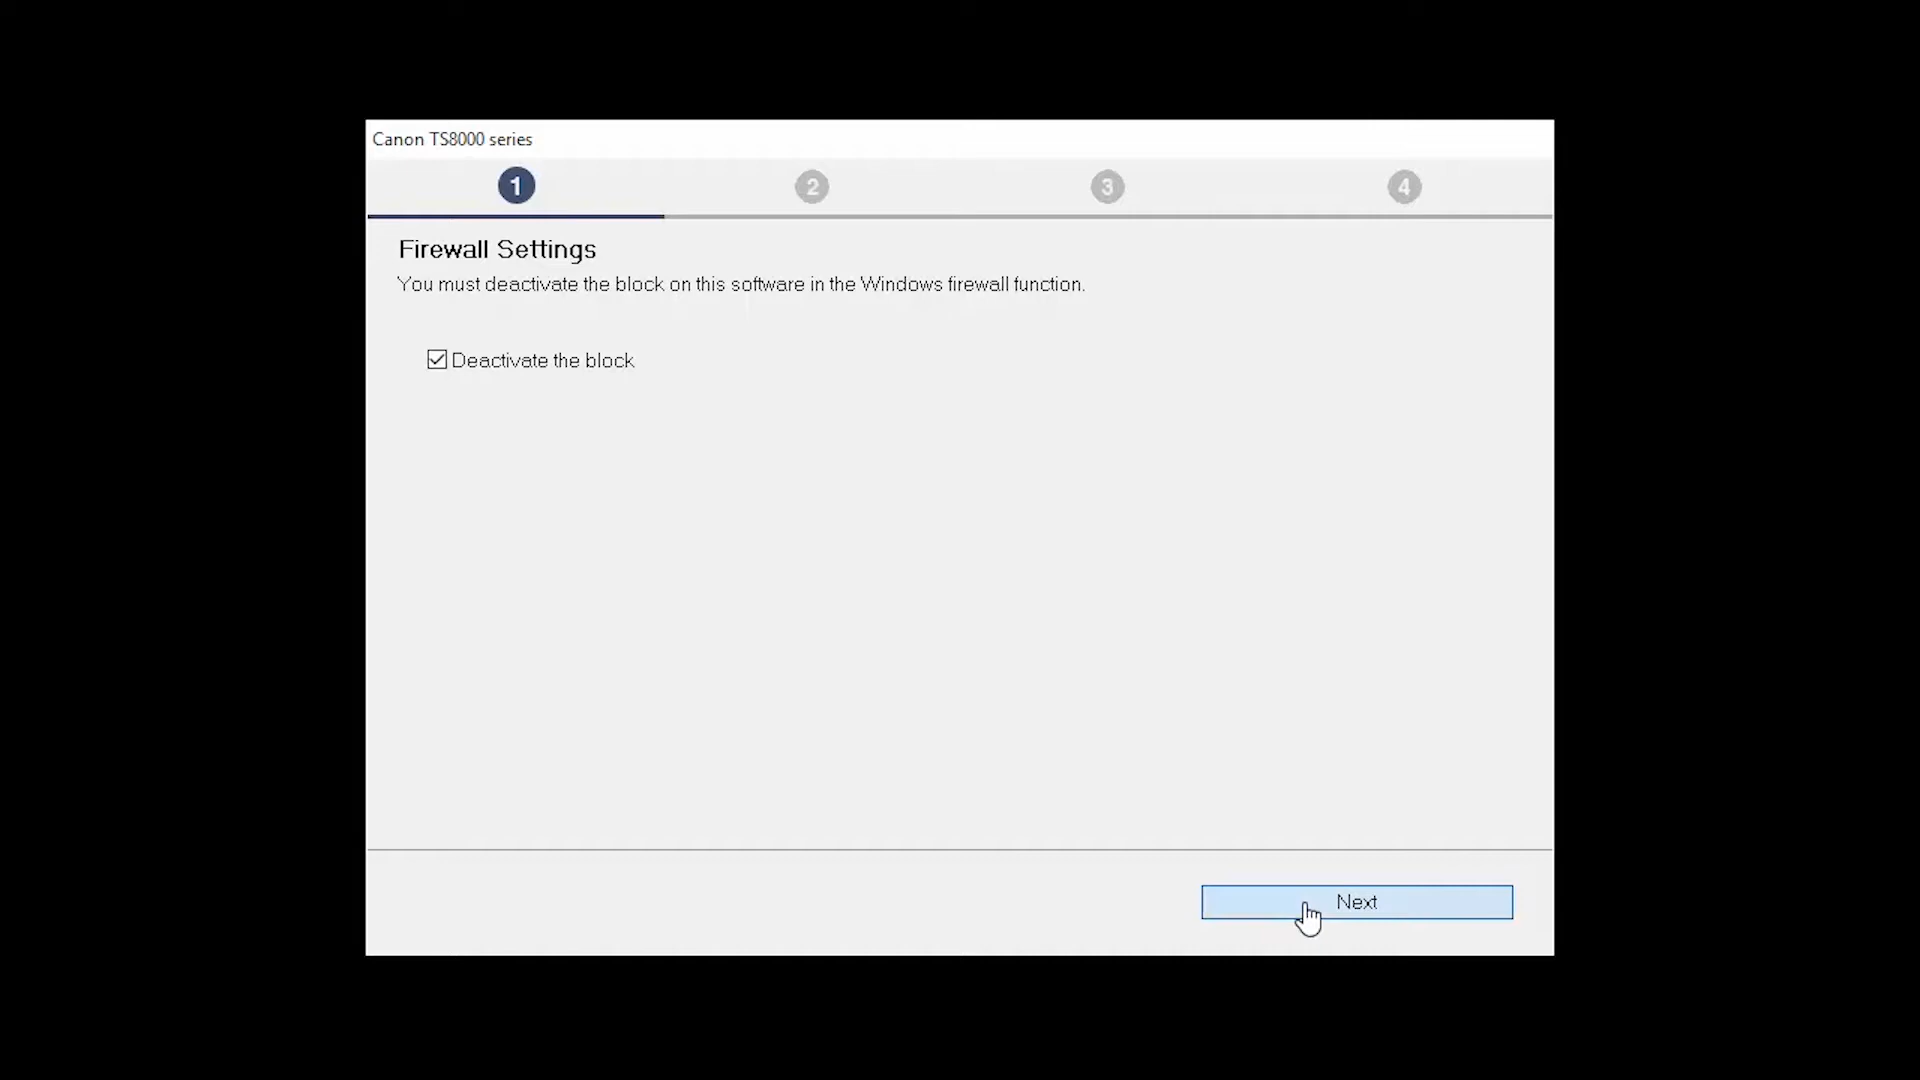 Canon TS8000 series
1 2 3 4
Firewall Settings
You must deactivate the block on this software in the Windows firewall function.
Deactivate the block
Next